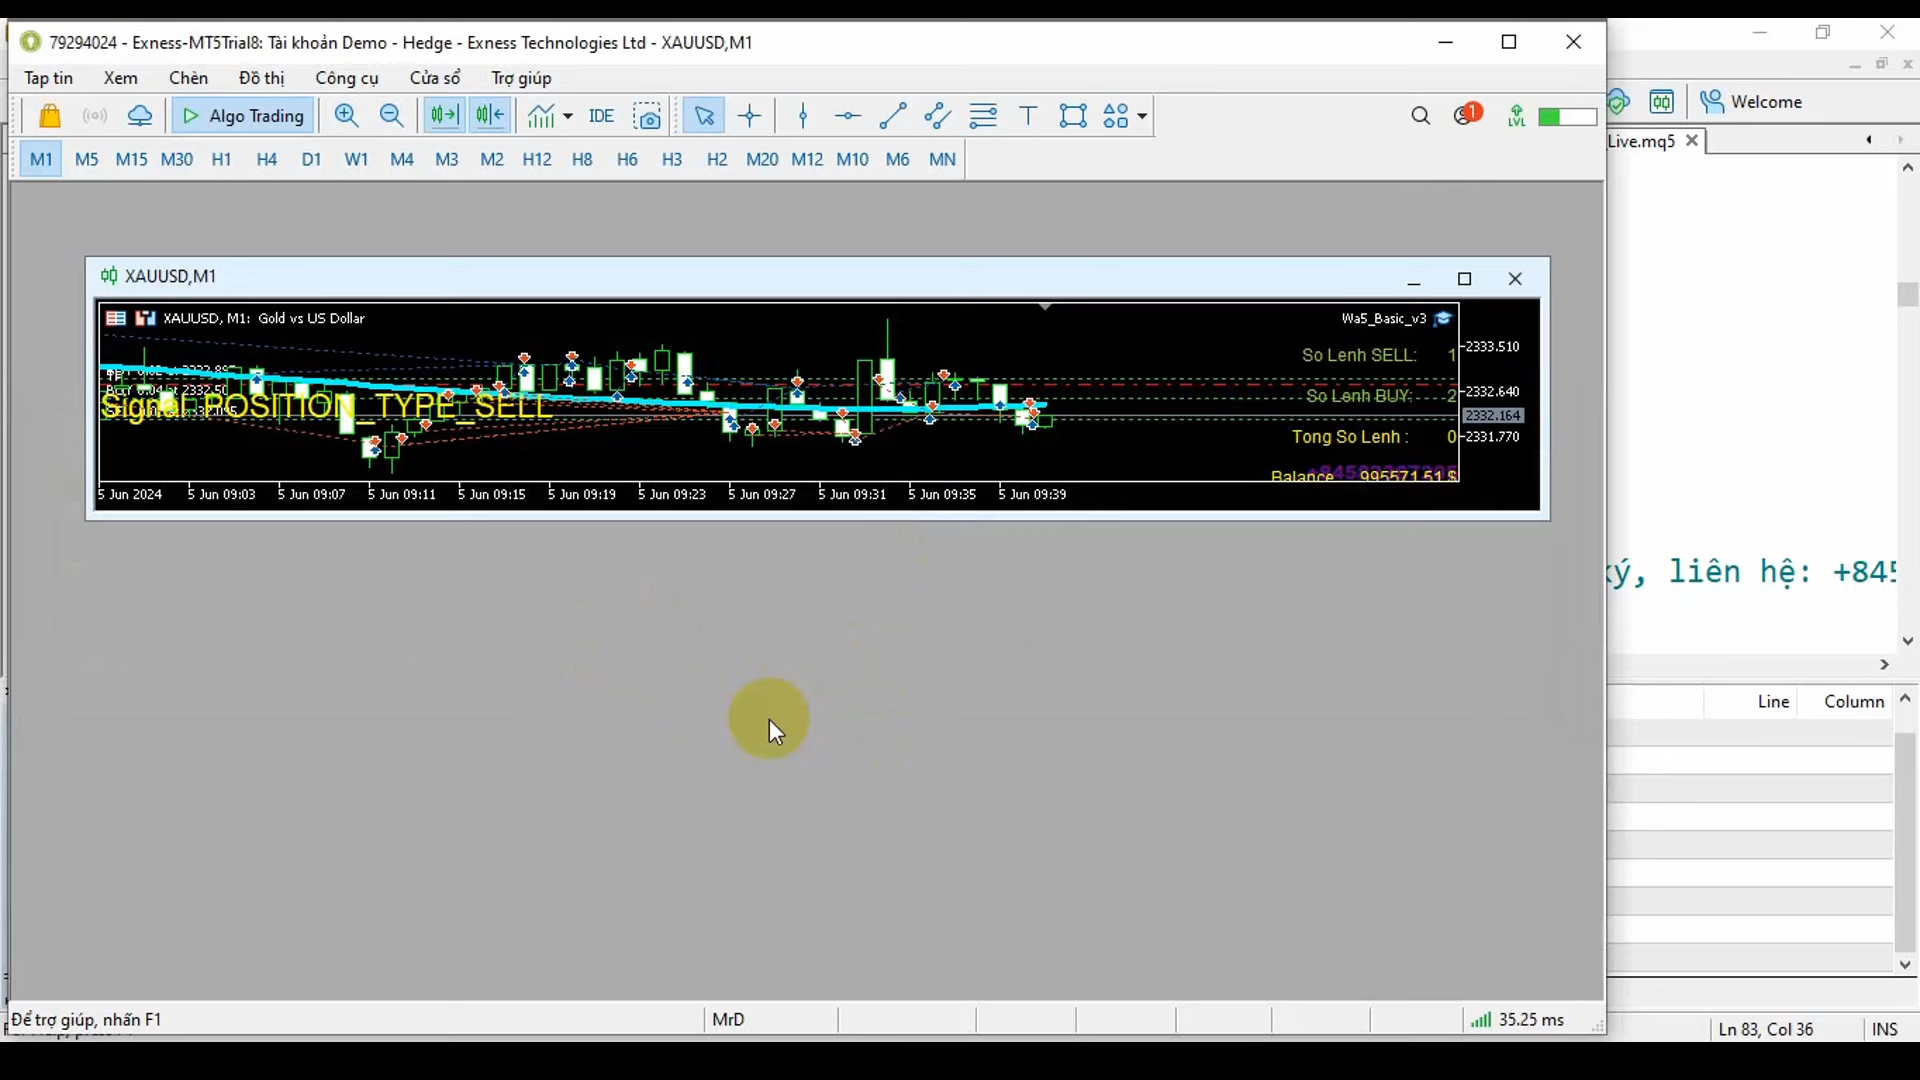 79294024 - Exness-MT5Trial8: Tài khoản Demo - Hedge - Exness Technologies Ltd - XAUUSD,M1
Tap tin Xem Chèn Đồ thị Công cụ Cửa sổ Trợ giúp
Algo Trading IDE T 1 LVL Welcome
M1 M5 M15 M30 H1 H4 D1 W1 M4 M3 M2 H12 H8 H6 H3 H2 M20 M12 M10 M6 MN
Live.mq5
XAUUSD,M1
XAUUSD, M1: Gold vs US Dollar
Wa5_Basic_v3
2333.510
So Lenh SELL: 1
2332.640
So Lenh BUY: 2
Signal POSITION_TYPE_SELL
2332.164
Tong So Lenh : 0
2331.770
Balance 995571.51 $
5 Jun 2024 5 Jun 09:03 5 Jun 09:07 5 Jun 09:11 5 Jun 09:15 5 Jun 09:19 5 Jun 09:23 5 Jun 09:27 5 Jun 09:31 5 Jun 09:35 5 Jun 09:39
ký, liên hệ: +845
Line Column
Để trợ giúp, nhấn F1
MrD
35.25 ms
Ln 83, Col 36
INS